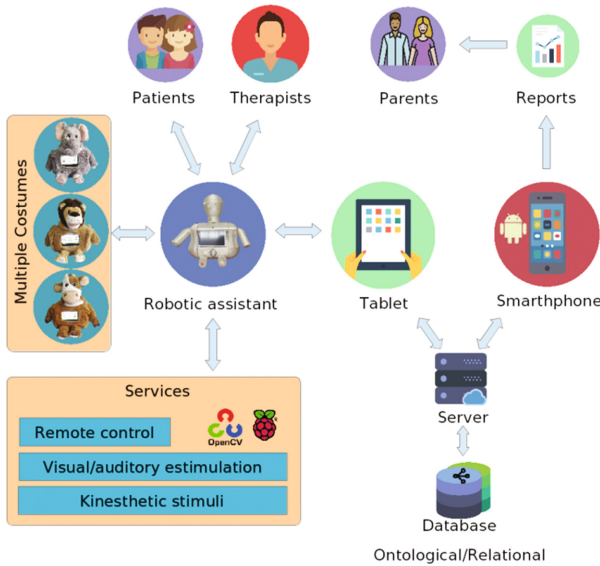 Patients
Therapists
Parents
Reports
Multiple Costumes
Robotic assistant
Tablet
Smarthphone
Services
Remote control
OpenCV
Visual/auditory estimulation
Kinesthetic stimuli
Server
Database
Ontological/Relational